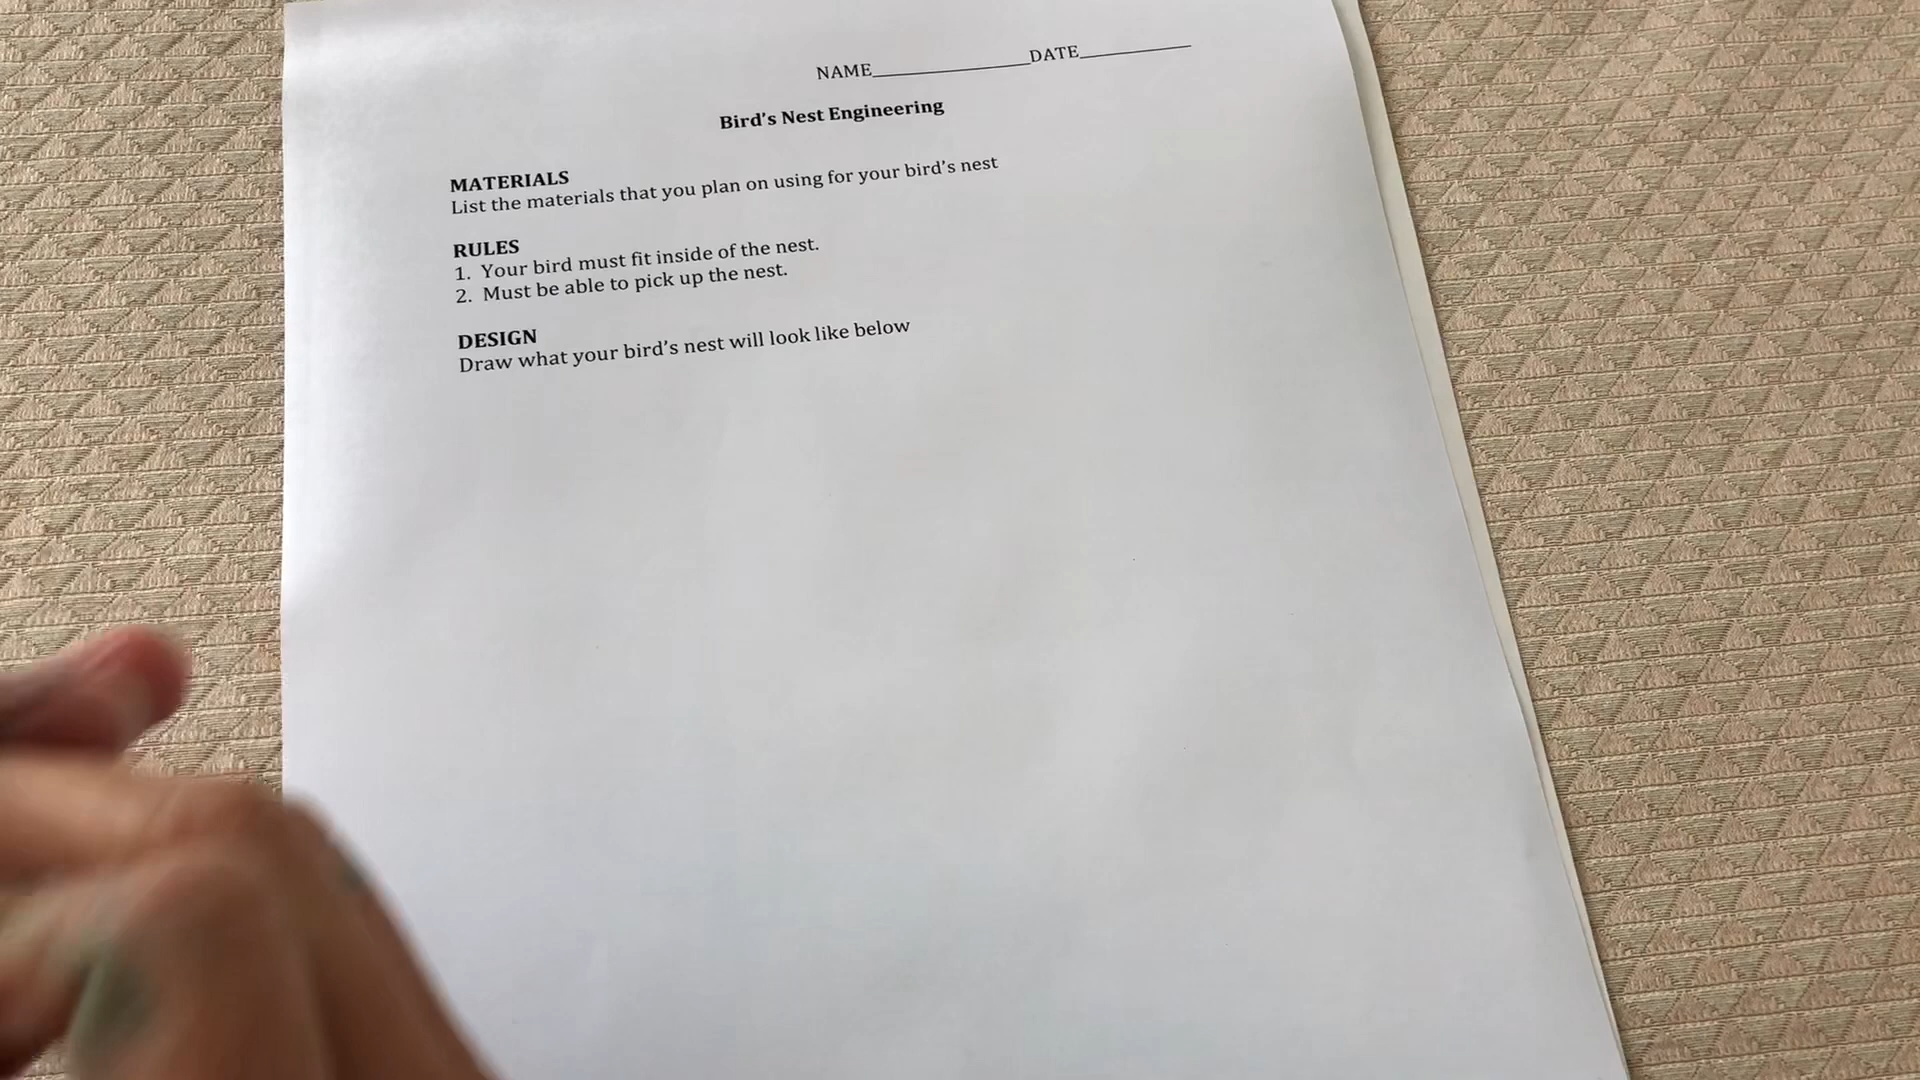 NAME_______________DATE___________
Bird's Nest Engineering
MATERIALS
List the materials that you plan on using for your bird's nest
RULES
1. Your bird must fit inside of the nest.
2. Must be able to pick up the nest.
DESIGN
Draw what your bird's nest will look like below